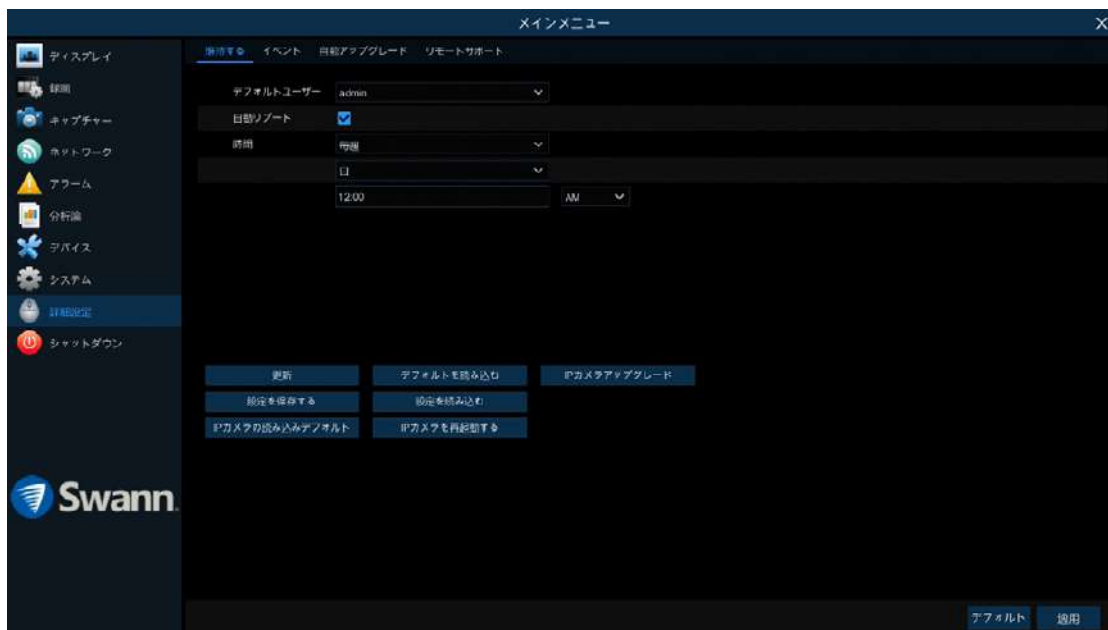 メインメニュー
X
ディスプレイ
録画
キャプチャー
ネットワーク
アラーム
分析論
デバイス
システム
詳細設定
シャットダウン
Swann
維持する イベント 自動アップグレード リモートサポート
デフォルトユーザー admin
自動リブート
時間 毎週
日
12:00 AM
更新 デフォルトを読み込む IPカメラアップグレード
設定を保存する 設定を読み込む
IPカメラの読み込みデフォルト IPカメラを再起動する
デフォルト 適用